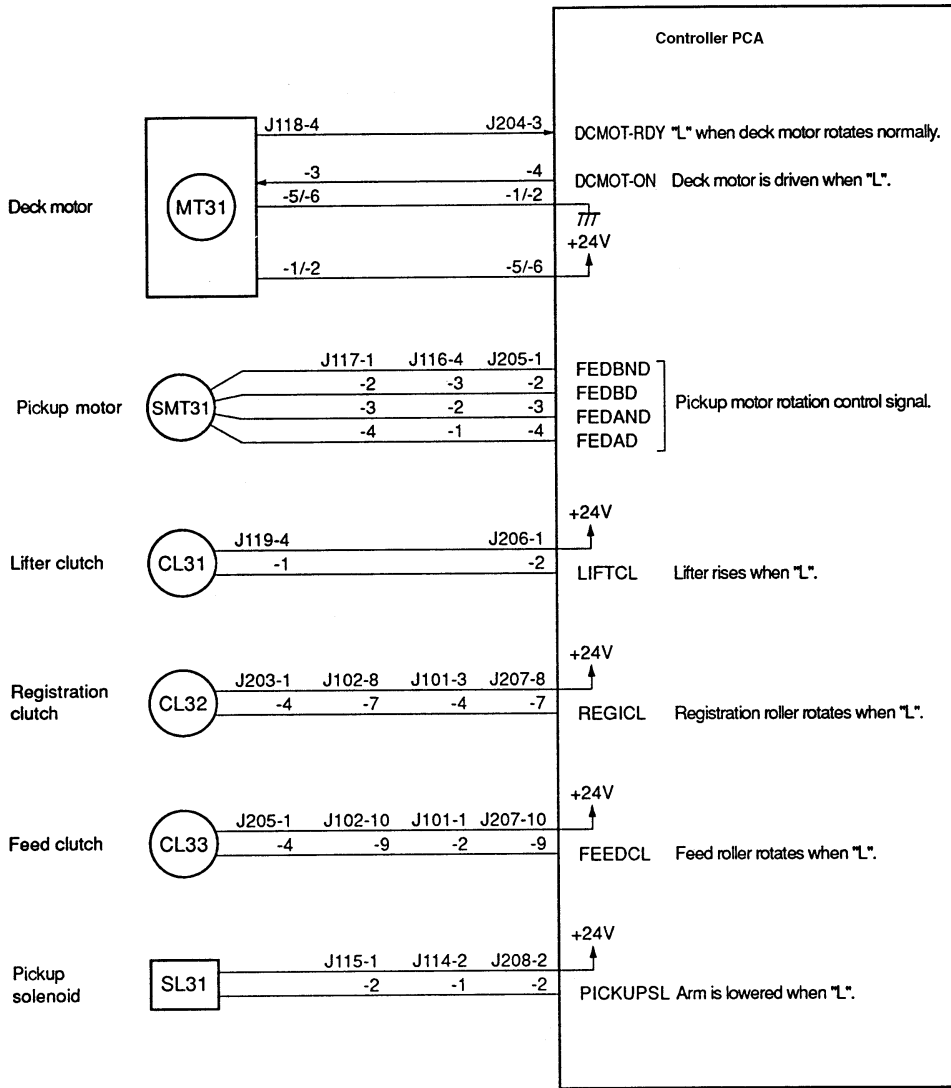 Controller PCA
J118-4 J204-3 DCMOT-RDY "L" when deck motor rotates normally.
-3 -4 DCMOT-ON Deck motor is driven when "L".
Deck motor MT31 -5/-6 -1/-2
+24V
-1/-2 -5/-6
J117-1 J116-4 J205-1 FEDBND
-2 -3 -2 FEDBD
Pickup motor SMT31 -3 -2 -3 FEDAND Pickup motor rotation control signal.
-4 -1 -4 FEDAD
+24V
J119-4 J206-1
Lifter clutch CL31 -1 -2 LIFTCL Lifter rises when "L".
+24V
J203-1 J102-8 J101-3 J207-8
Registration
clutch CL32 -4 -7 -4 -7 REGICL Registration roller rotates when "L".
+24V
J205-1 J102-10 J101-1 J207-10
Feed clutch CL33 -4 -9 -2 -9 FEEDCL Feed roller rotates when "L".
+24V
J115-1 J114-2 J208-2
Pickup
solenoid SL31 -2 -1 -2 PICKUPSL Arm is lowered when "L".